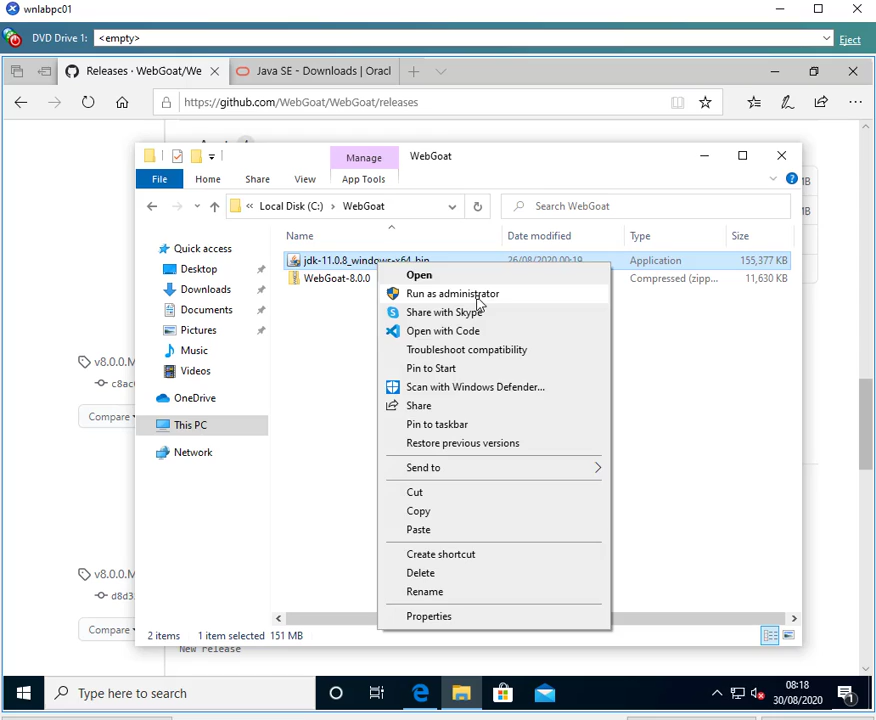 wnlabpc01
DVD Drive 1: <empty> Eject
Releases · WebGoat/We Java SE - Downloads | Oracl
https://github.com/WebGoat/WebGoat/releases
Manage WebGoat
File Home Share View App Tools
« Local Disk (C:) > WebGoat Search WebGoat
Name Date modified Type Size
Quick access
jdk-11.0.8_windows-x64_bin 26/08/2020 00:19 Application 155,377 KB
WebGoat-8.0.0 Compressed (zipp... 11,630 KB
Desktop
Downloads
Documents
Pictures
Music
Videos
OneDrive
This PC
Network
Open
Run as administrator
Share with Skype
Open with Code
Troubleshoot compatibility
Pin to Start
Scan with Windows Defender...
Share
Pin to taskbar
Restore previous versions
Send to
Cut
Copy
Paste
Create shortcut
Delete
Rename
Properties
MB
MB
v8.0.0.M
c8ac
Compare
v8.0.0.M
d8d3
Compare
2 items 1 item selected 151 MB
New release
Type here to search
08:18
30/08/2020
1